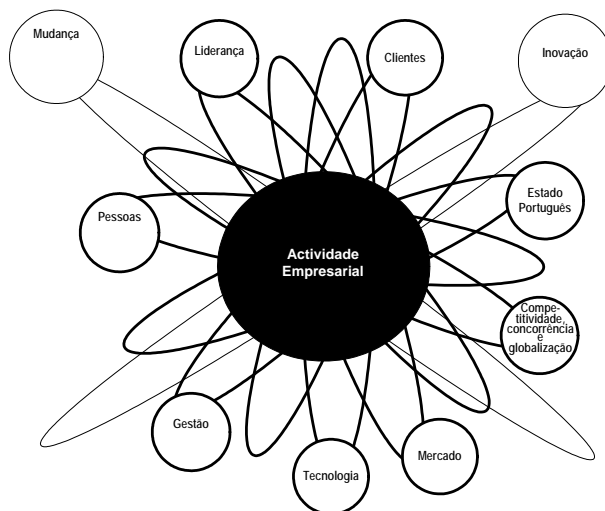 Mudança
Liderança
Clientes
Inovação
Pessoas
Estado
Português
Actividade
Empresarial
Compe-
titividade,
concorrência
e
globalização
Gestão
Tecnologia
Mercado